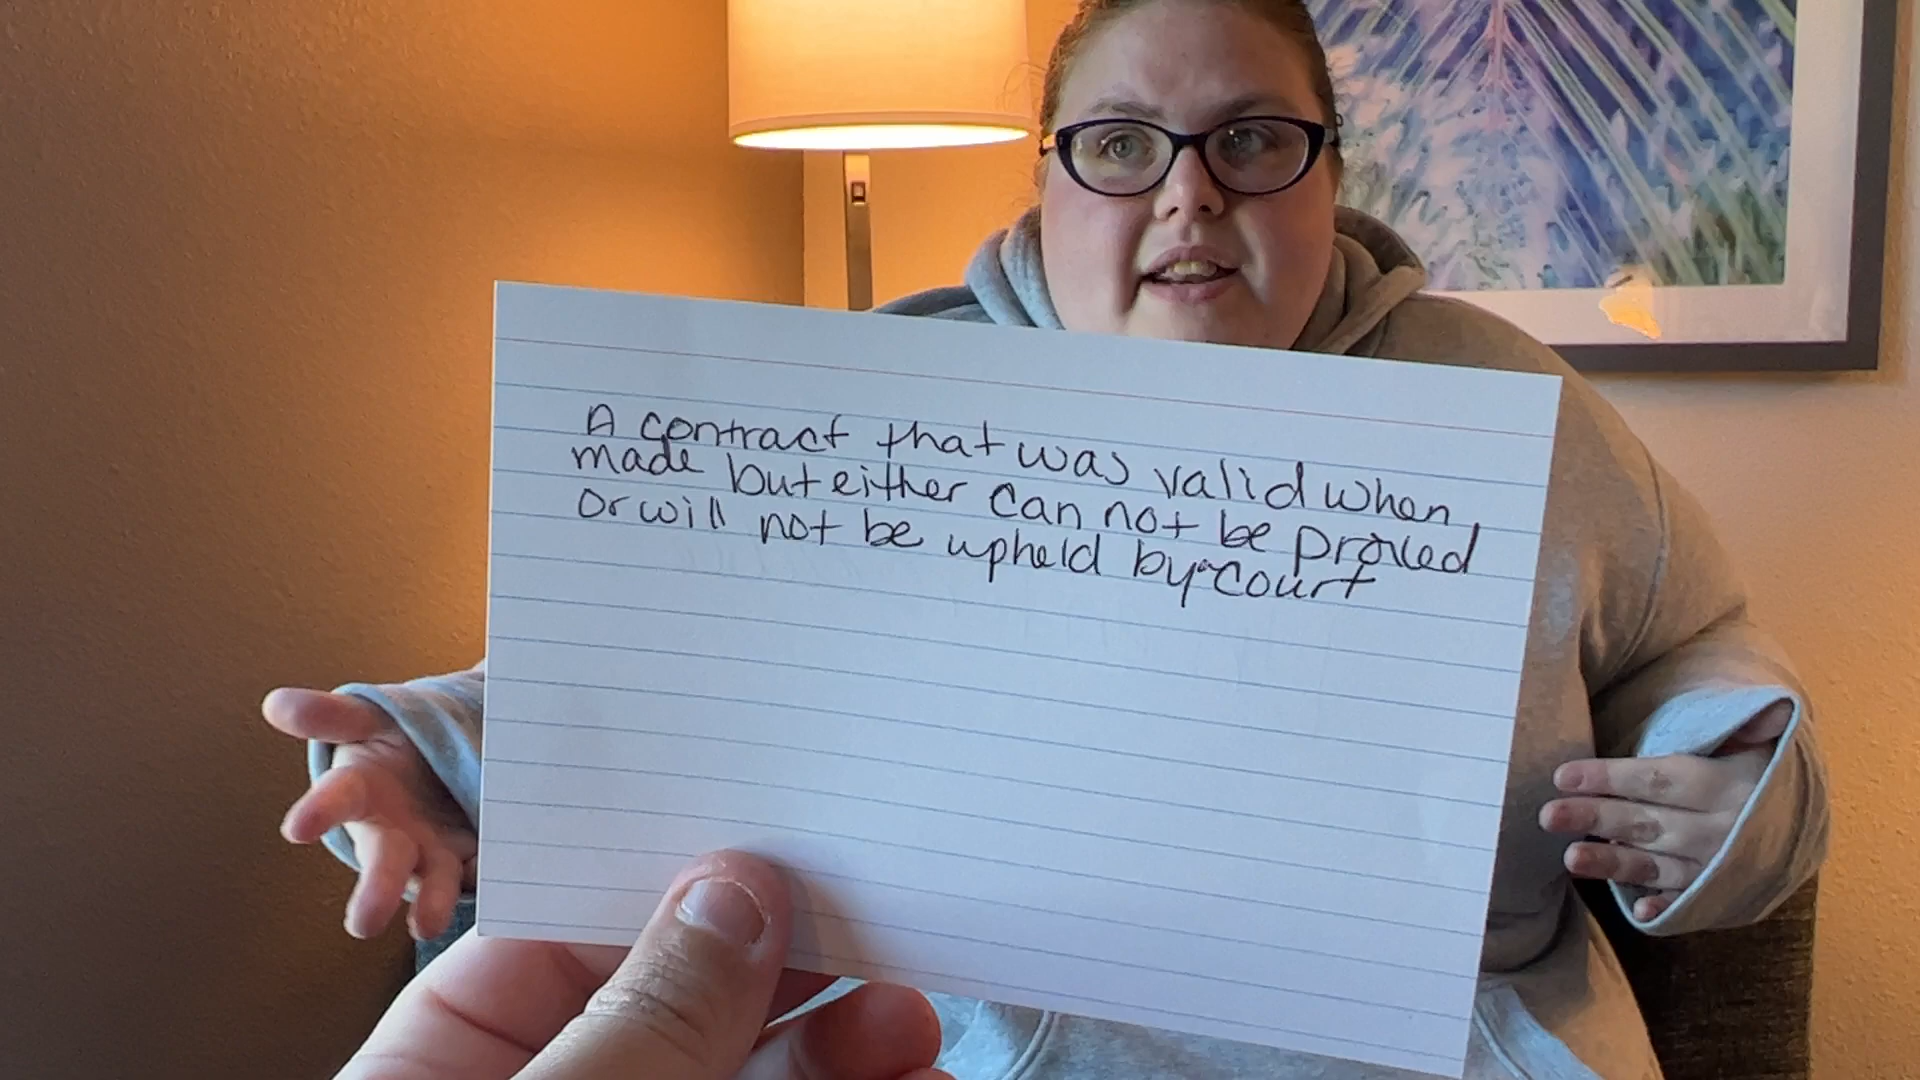 A contract that was valid when
made but either can not be proved
or will not be upheld by court